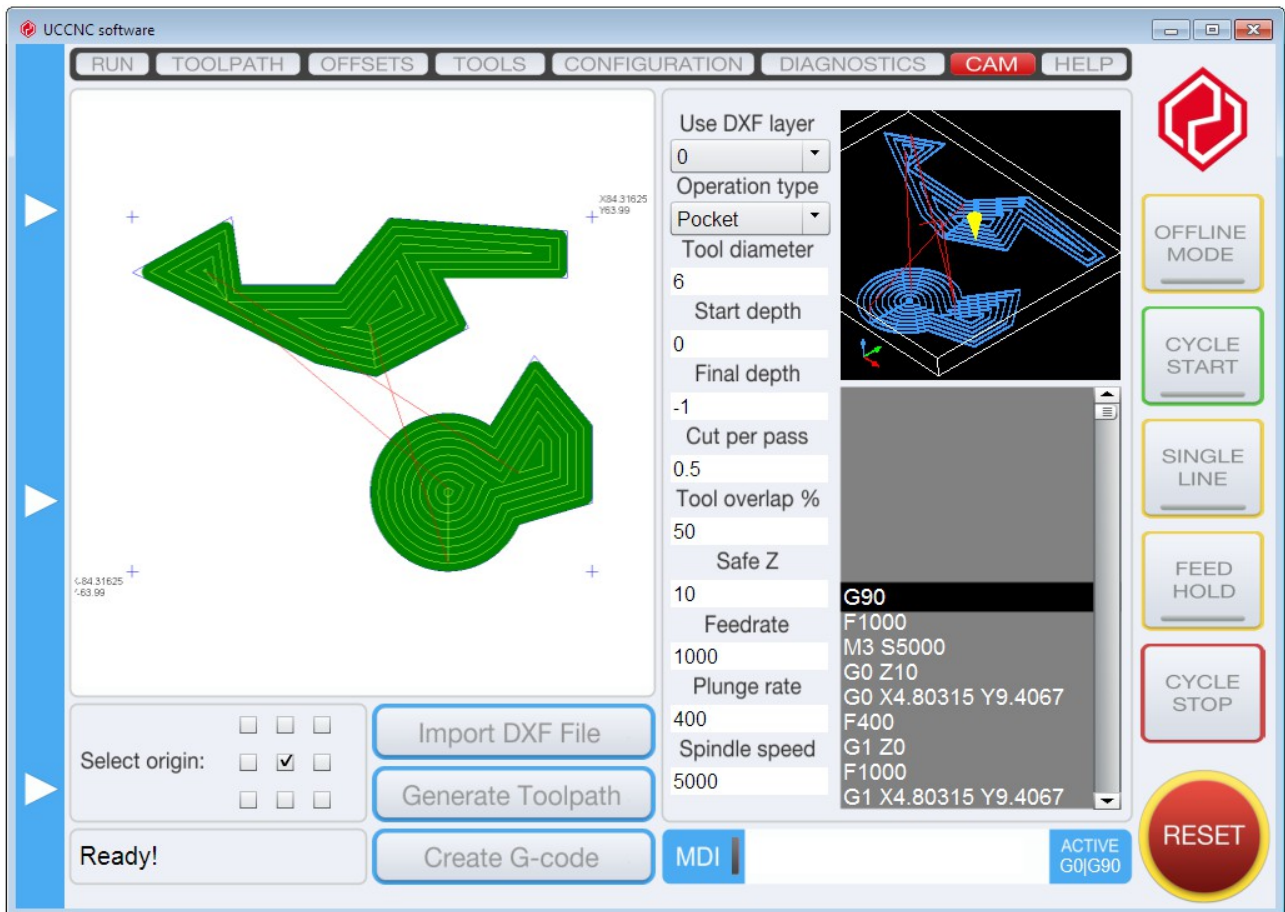 UCCNC software
RUN TOOLPATH OFFSETS TOOLS CONFIGURATION DIAGNOSTICS CAM HELP
X84.31625
Y63.99
-84.31625
-63.99
Select origin:
Ready!
Import DXF File
Generate Toolpath
Create G-code
Use DXF layer
0
Operation type
Pocket
Tool diameter
6
Start depth
0
Final depth
-1
Cut per pass
0.5
Tool overlap %
50
Safe Z
10
Feedrate
1000
Plunge rate
400
Spindle speed
5000
G90
F1000
M3 S5000
G0 Z10
G0 X4.80315 Y9.4067
F400
G1 Z0
F1000
G1 X4.80315 Y9.4067
MDI
ACTIVE
G0|G90
OFFLINE
MODE
CYCLE
START
SINGLE
LINE
FEED
HOLD
CYCLE
STOP
RESET